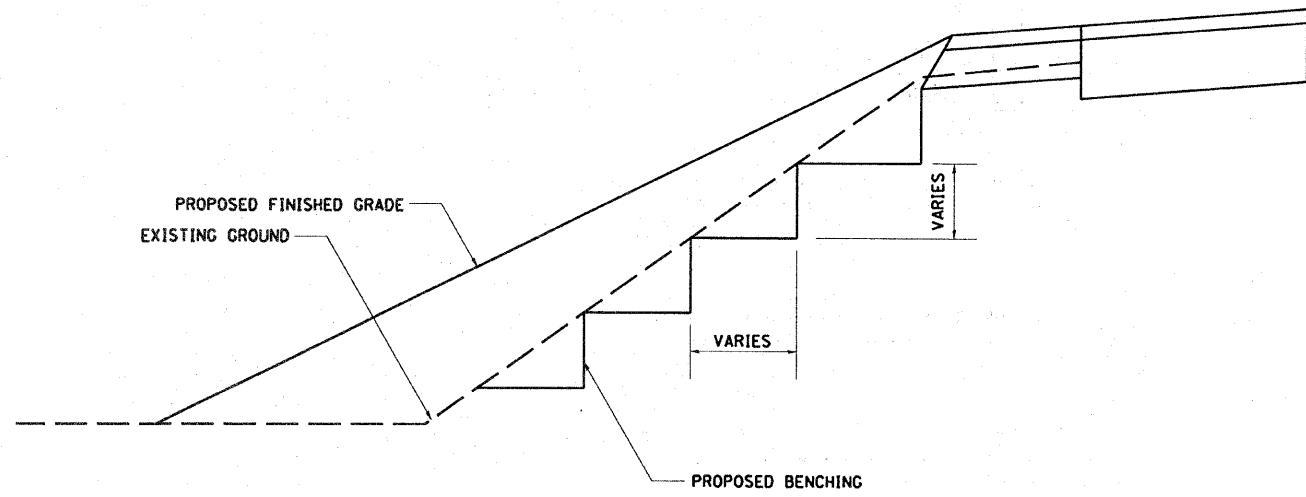 PROPOSED FINISHED GRADE
EXISTING GROUND
VARIES
VARIES
PROPOSED BENCHING